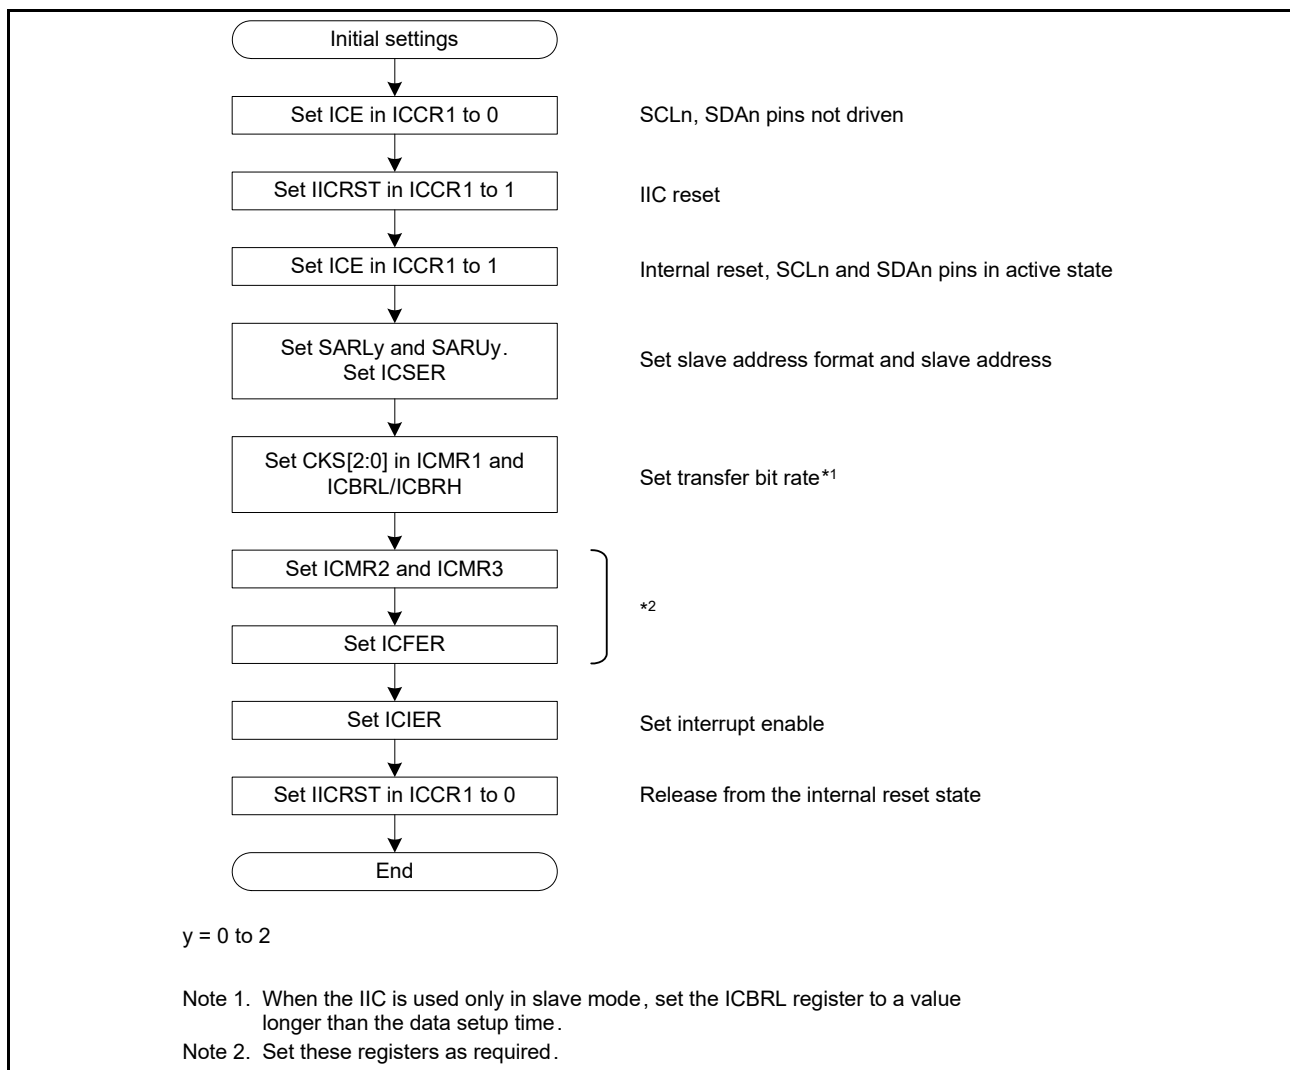 Initial settings
Set ICE in ICCR1 to 0
SCLn, SDAn pins not driven
Set IICRST in ICCR1 to 1
IIC reset
Set ICE in ICCR1 to 1
Internal reset, SCLn and SDAn pins in active state
Set SARLy and SARUy.
Set ICSER
Set slave address format and slave address
Set CKS[2:0] in ICMR1 and
ICBRL/ICBRH
Set transfer bit rate*1
Set ICMR2 and ICMR3
*2
Set ICFER
Set ICIER
Set interrupt enable
Set IICRST in ICCR1 to 0
Release from the internal reset state
End
y = 0 to 2
Note 1. When the IIC is used only in slave mode, set the ICBRL register to a value
longer than the data setup time.
Note 2. Set these registers as required.